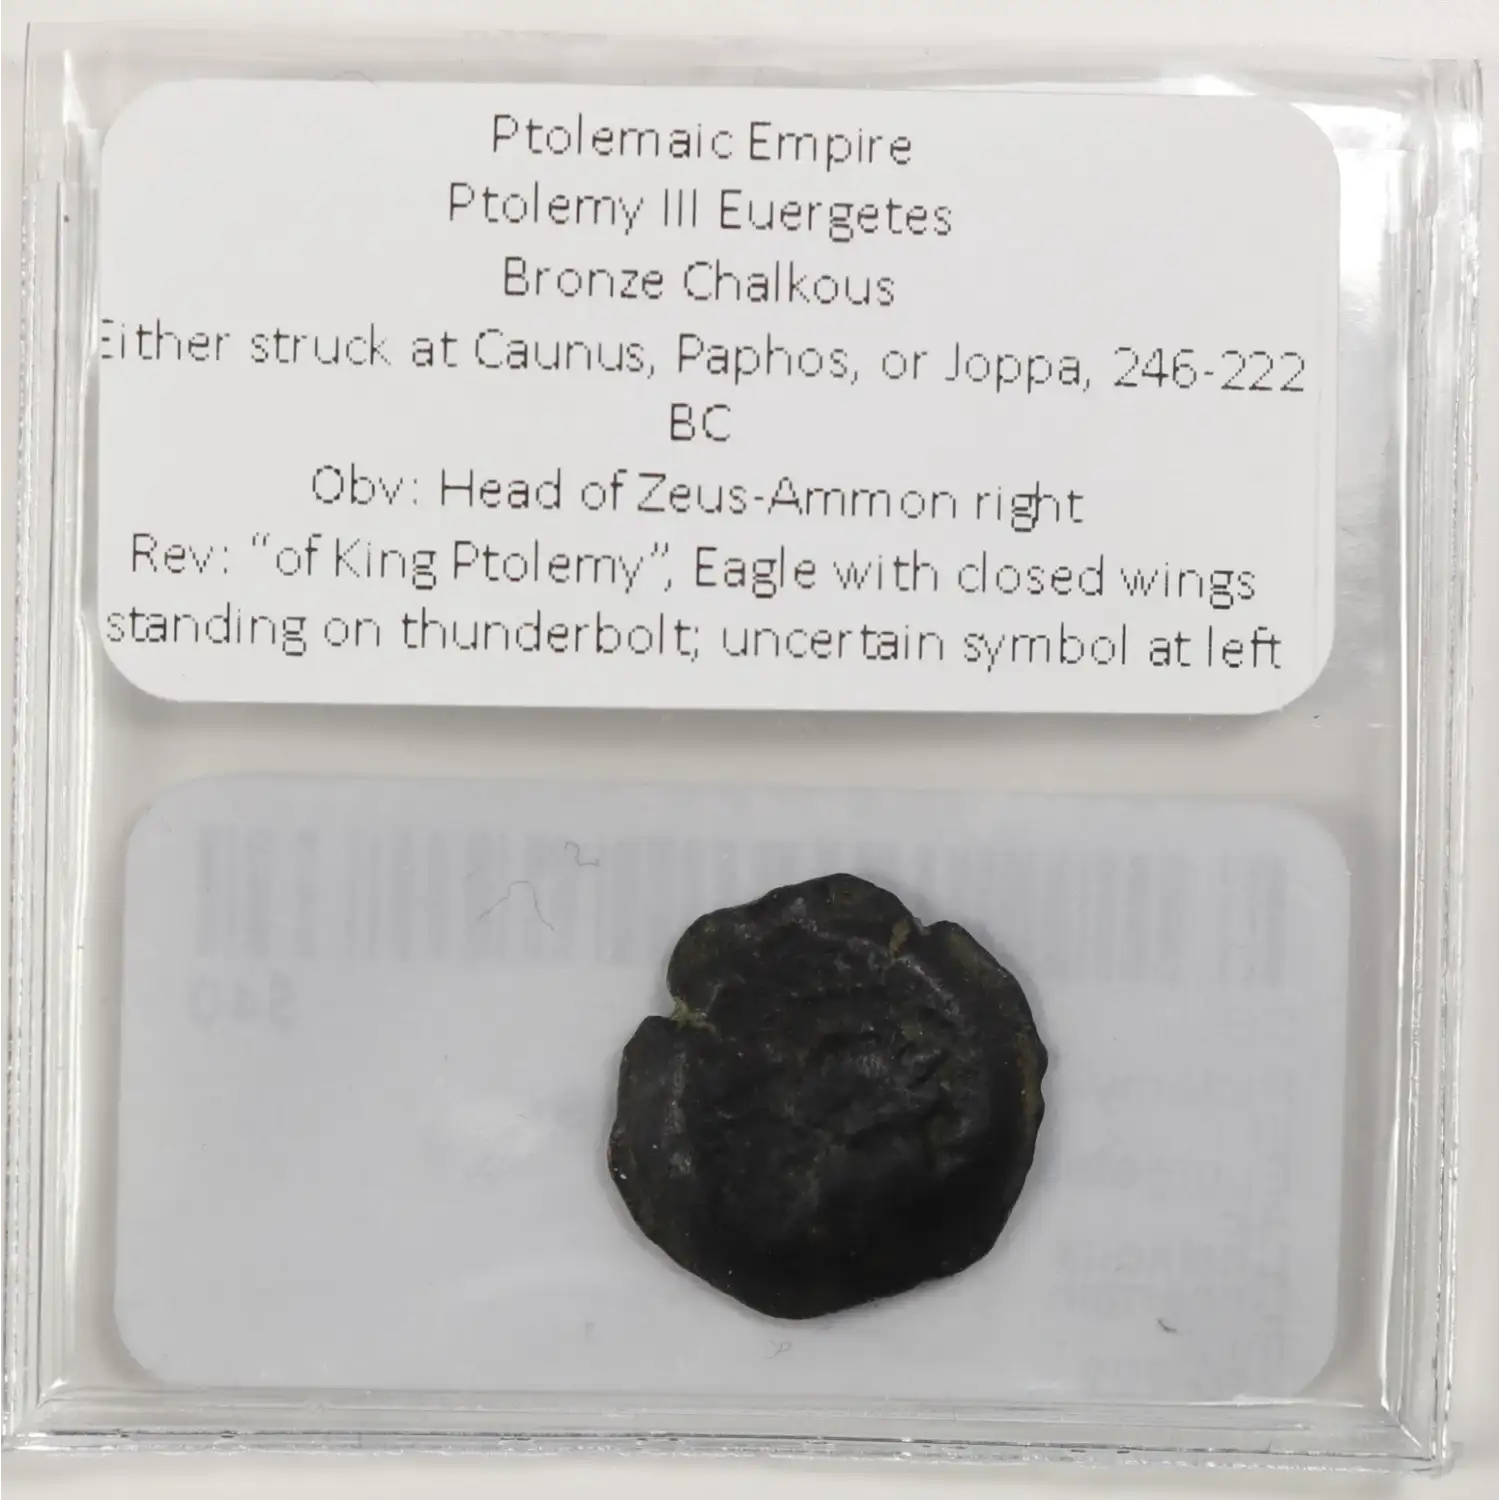 Ptolemaic Empire
Ptolemy III Euergetes
Bronze Chalkous
Either struck at Caunus, Paphos, or Joppa, 246-222
BC
Obv: Head of Zeus-Ammon right
Rev: “of King Ptolemy”, Eagle with closed wings
standing on thunderbolt; uncertain symbol at left
$40